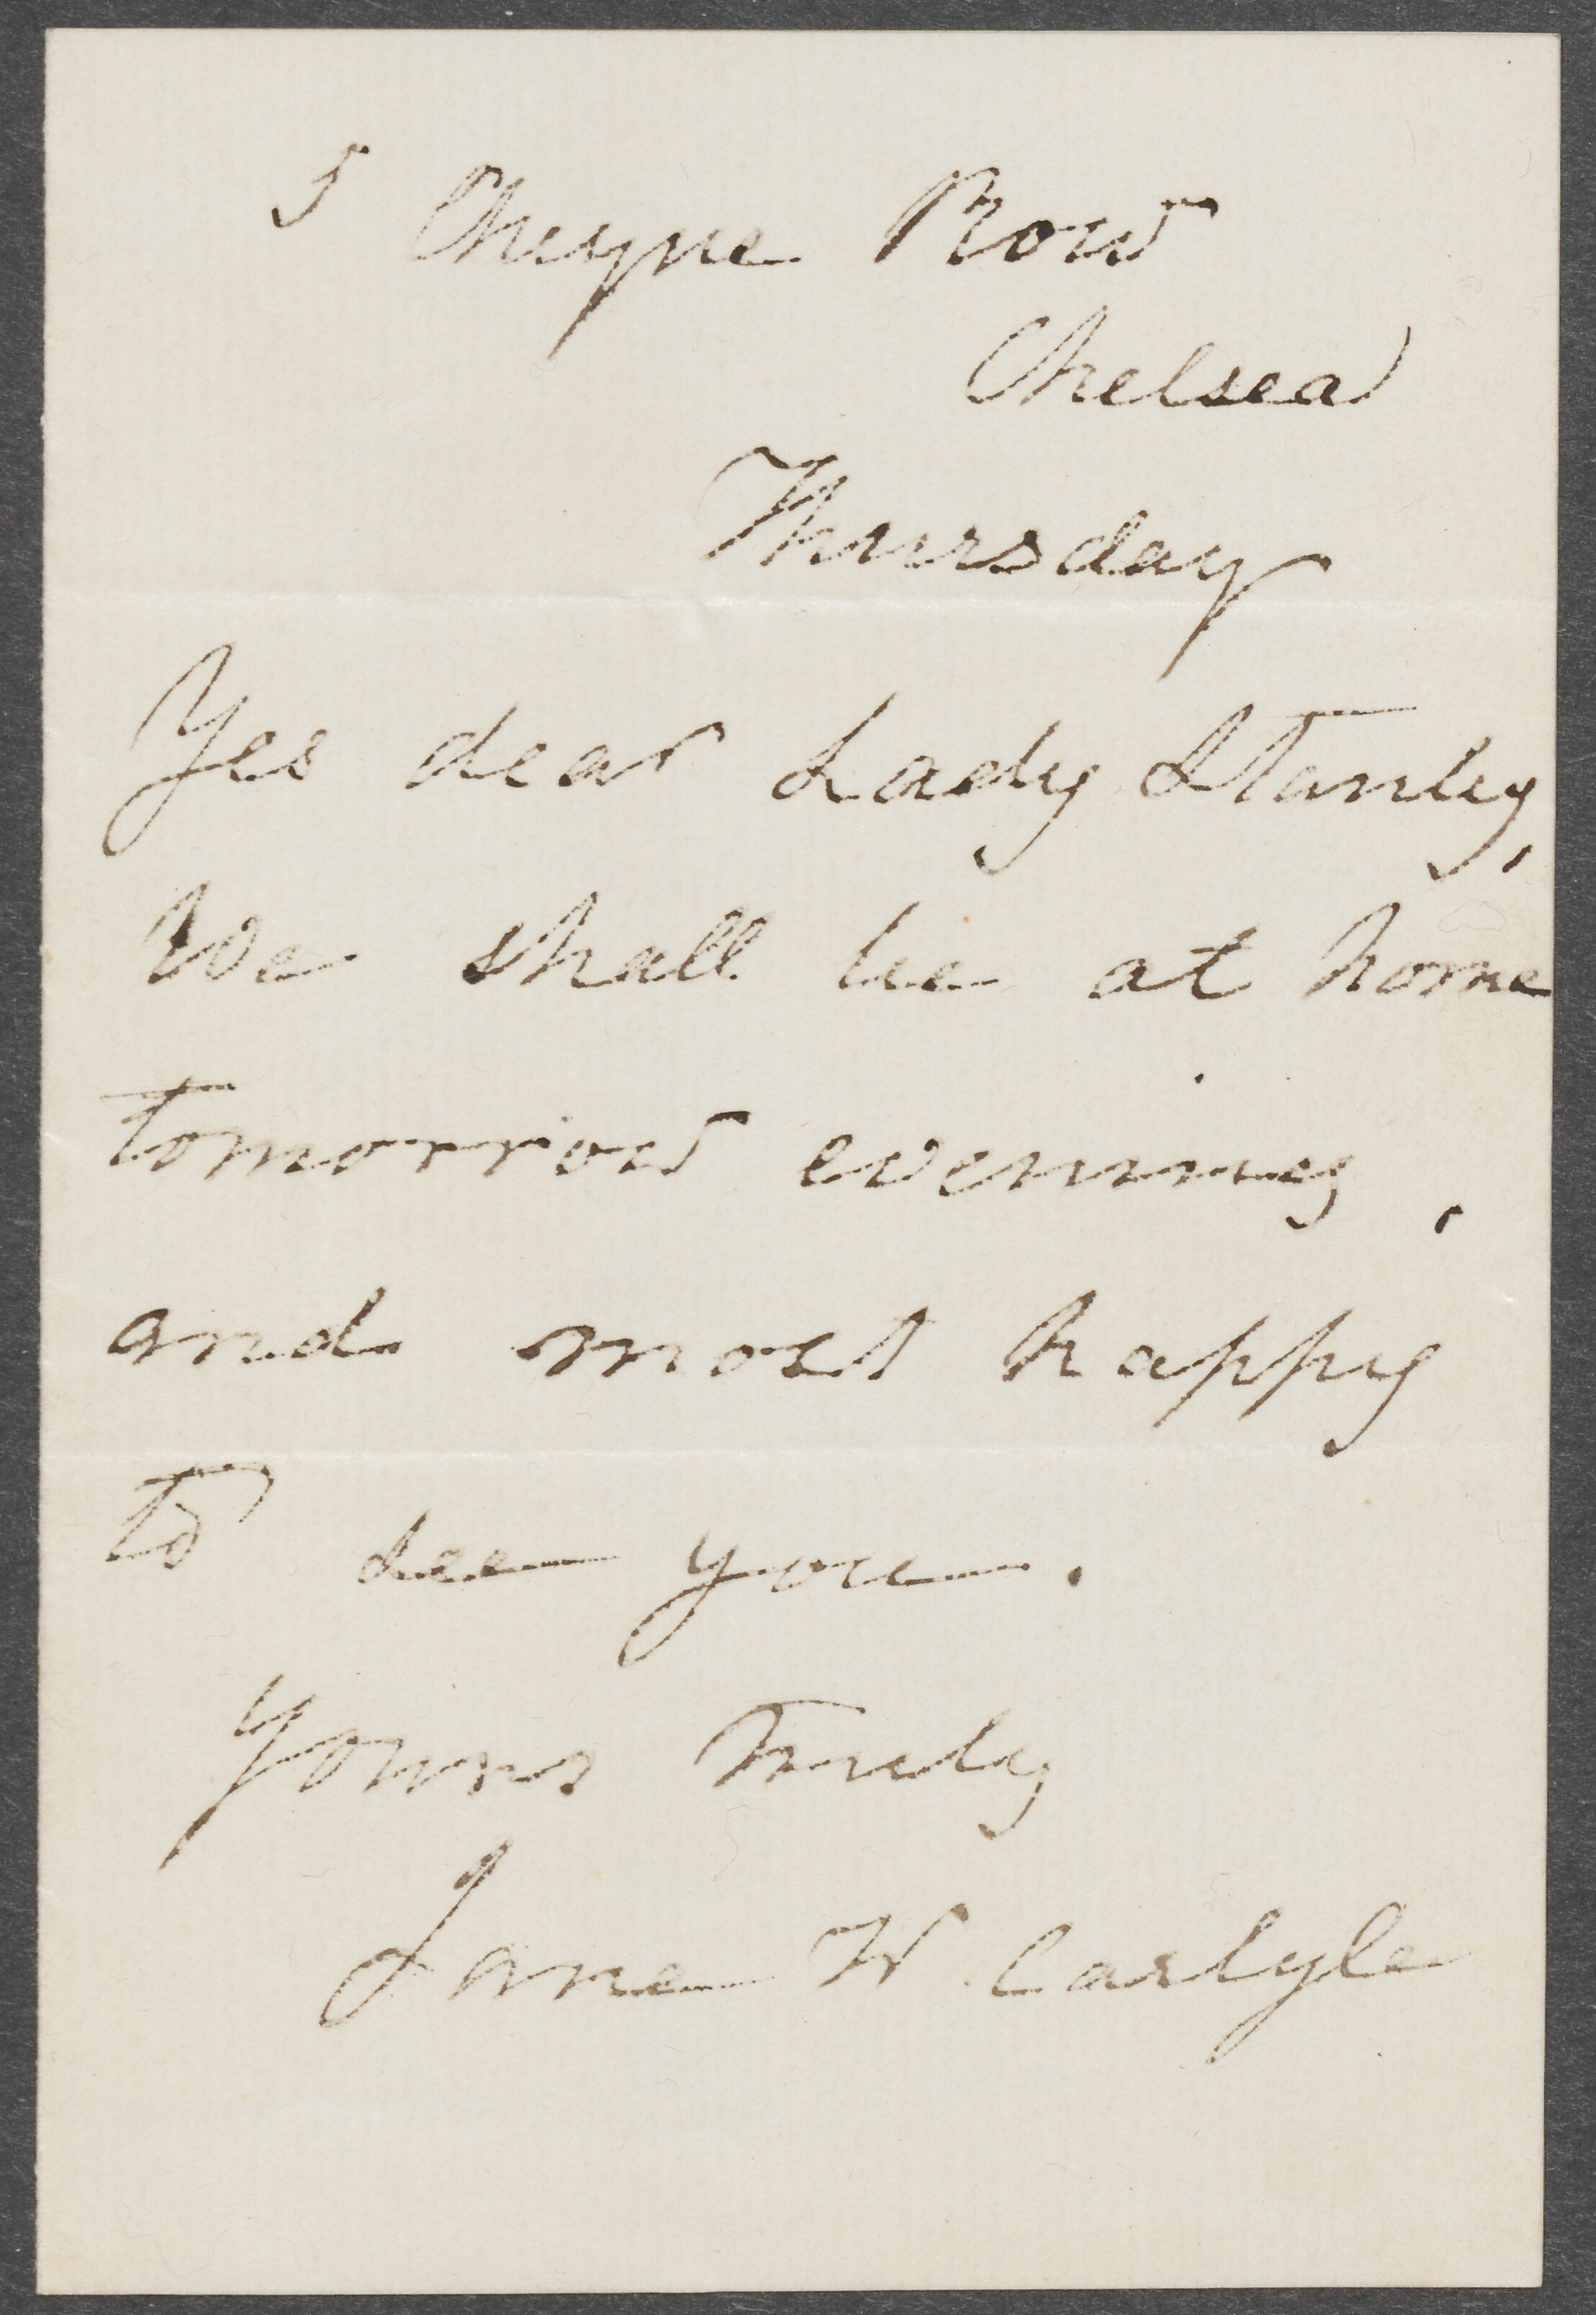 5 Cheyne Row
Chelsea
Thursday
Yes dear Lady Stanley,
We shall be at home
tomorrow evening,
and most happy
to see you.
Yours truly
Jane W Carlyle